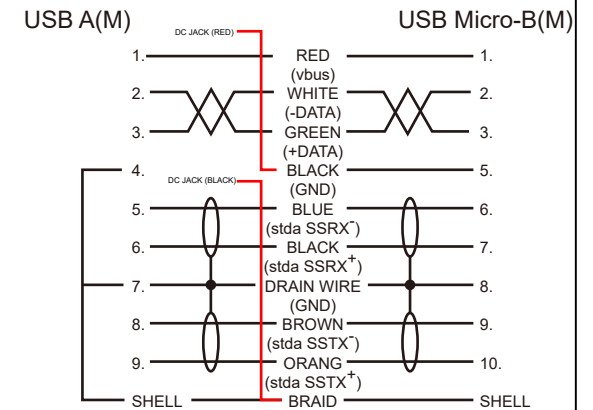 USB A(M) USB Micro-B(M)
DC JACK (RED)
1. RED 1.
(vbus)
2. WHITE 2.
(-DATA)
3. GREEN 3.
(+DATA)
4. BLACK 5.
DC JACK (BLACK) (GND)
5. BLUE 6.
(stda SSRX-)
6. BLACK 7.
(stda SSRX+)
7. DRAIN WIRE 8.
(GND)
8. BROWN 9.
(stda SSTX-)
9. ORANG 10.
(stda SSTX+)
SHELL BRAID SHELL